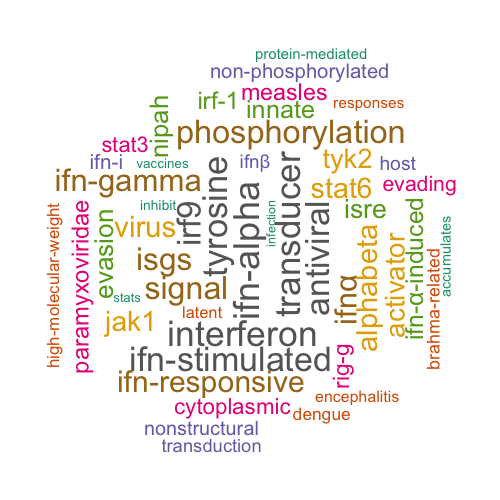 protein-mediated
non-phosphorylated
measles
irf-1
innate
responses
nipah
phosphorylation
stat3
ifn-i
vaccines
ifnβ
tyk2
host
ifn-gamma
stat6
evading
inhibit
tyrosine
irf9
ifn-alpha
transducer
antiviral
infection
isre
high-molecular-weight
paramyxoviridae
evasion
virus
isgs
signal
stats
jak1
latent
ifnα
alphabeta
activator
ifn-α-induced
brahma-related
accumulates
interferon
ifn-stimulated
rig-g
ifn-responsive
encephalitis
cytoplasmic
dengue
nonstructural
transduction